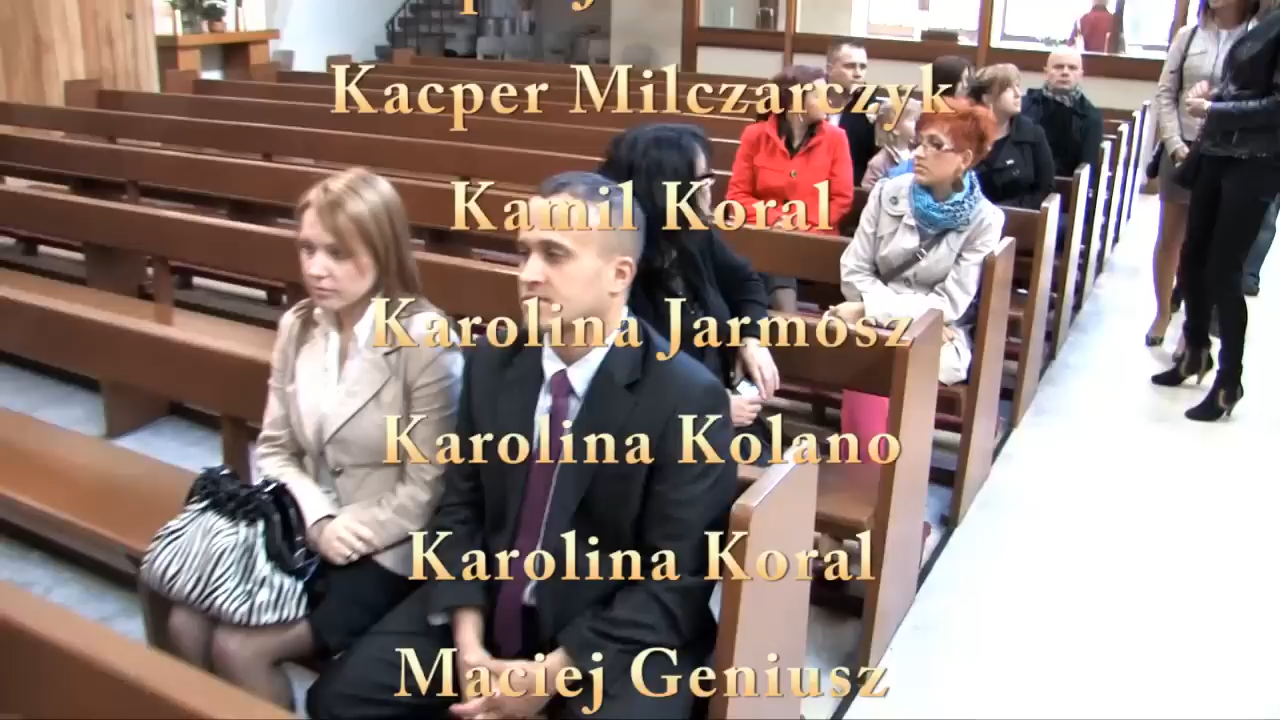 Kacper Milczarczyk
Kamil Koral
Karolina Jarmosz
Karolina Kolano
Karolina Koral
Maciej Geniusz